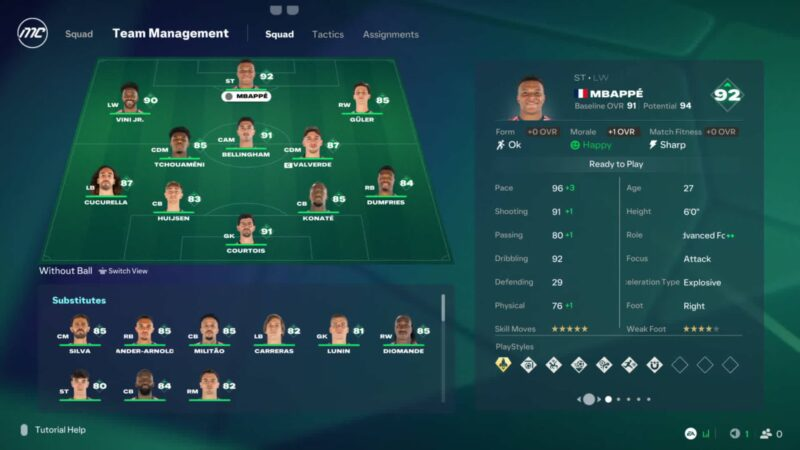 MC Squad Team Management Squad Tactics Assignments
ST 92
MBAPPÉ
LW 90
VINI JR.
RW 85
GÜLER
CAM 91
BELLINGHAM
CDM 85
TCHOUAMÉNI
CDM 87
VALVERDE
LB 87
CUCURELLA
CB 83
HUIJSEN
CB 85
KONATÉ
RB 84
DUMFRIES
GK 91
COURTOIS
Without Ball Switch View
Substitutes
CM 85
SILVA
RB 85
ANDER-ARNOLD
CB 85
MILITÃO
LB 82
CARRERAS
GK 81
LUNIN
RW 85
DIOMANDE
ST 80
CB 84
RM 82
Tutorial Help
ST • LW
MBAPPÉ
Baseline OVR 91 Potential 94
92
Form +0 OVR Morale +1 OVR Match Fitness +0 OVR
Ok Happy Sharp
Ready to Play
Pace 96 +3 Age 27
Shooting 91 +1 Height 6'0"
Passing 80 +1 Role dvanced Fo ++
Dribbling 92 Focus Attack
Defending 29 celeration Type Explosive
Physical 76 +1 Foot Right
Skill Moves ★★★★★ Weak Foot ★★★★★
PlayStyles
EA 1 0